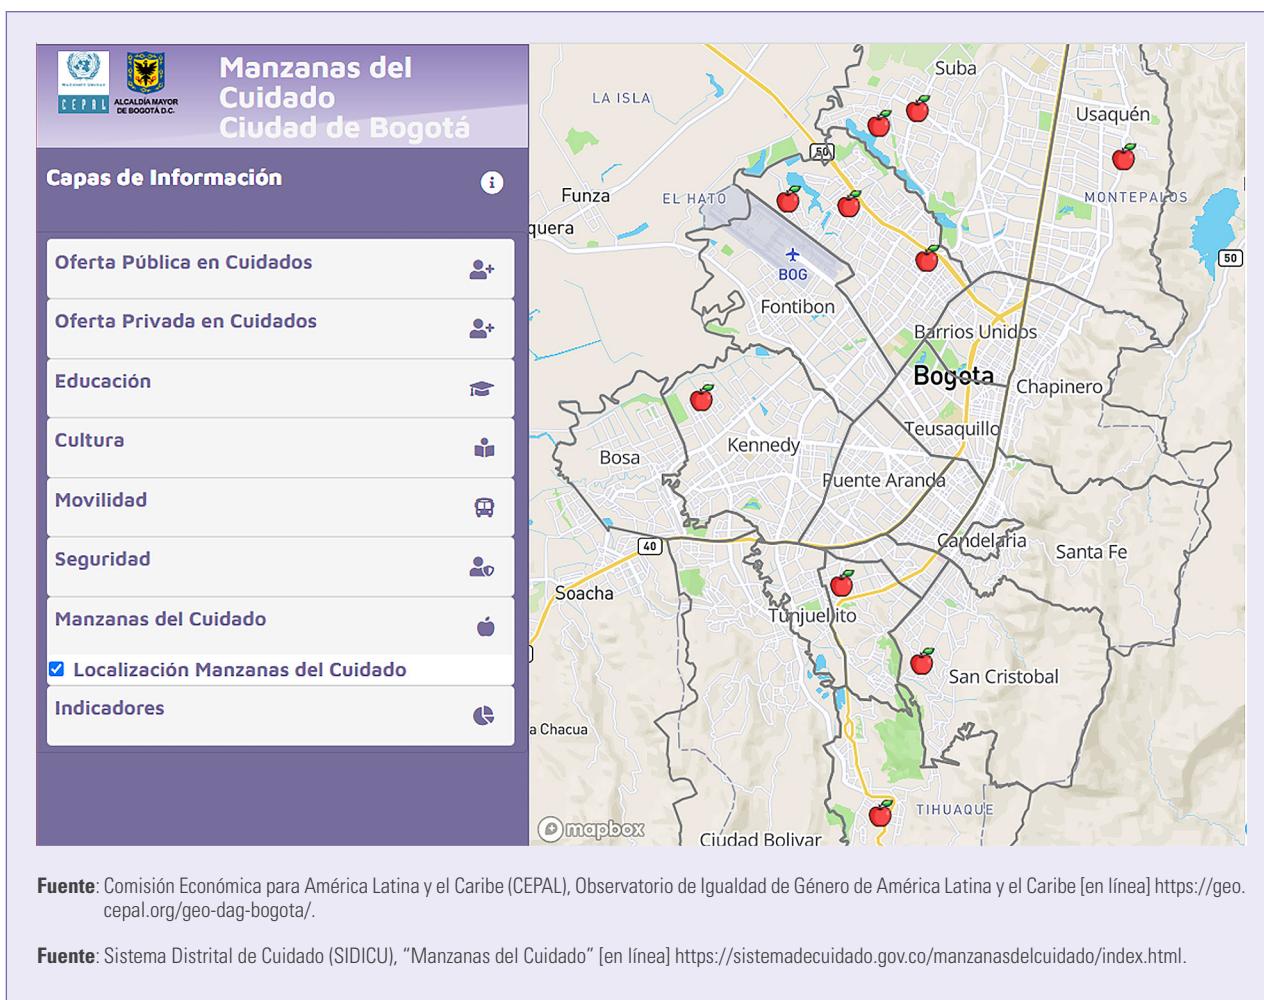 NACIONES UNIDAS
CEPAL
ALCALDÍA MAYOR
DE BOGOTÁ D.C.
Manzanas del
Cuidado
Ciudad de Bogotá
Capas de Información
i
Oferta Pública en Cuidados
Oferta Privada en Cuidados
Educación
Cultura
Movilidad
Seguridad
Manzanas del Cuidado
Localización Manzanas del Cuidado
Indicadores
Suba
LA ISLA
Usaquén
50
Funza
EL HATO
MONTEPALOS
quera
50
BOG
Fontibon
Barrios Unidos
Bogota
Chapinero
Teusaquillo
Kennedy
Bosa
Puente Aranda
40
Candelaria
Santa Fe
Soacha
Tunjuelito
San Cristobal
a Chacua
TIHUAQUE
mapbox
Ciudad Bolivar
Fuente: Comisión Económica para América Latina y el Caribe (CEPAL), Observatorio de Igualdad de Género de América Latina y el Caribe [en línea] https://geo.
cepal.org/geo-dag-bogota/.
Fuente: Sistema Distrital de Cuidado (SIDICU), “Manzanas del Cuidado” [en línea] https://sistemadecuidado.gov.co/manzanasdelcuidado/index.html.